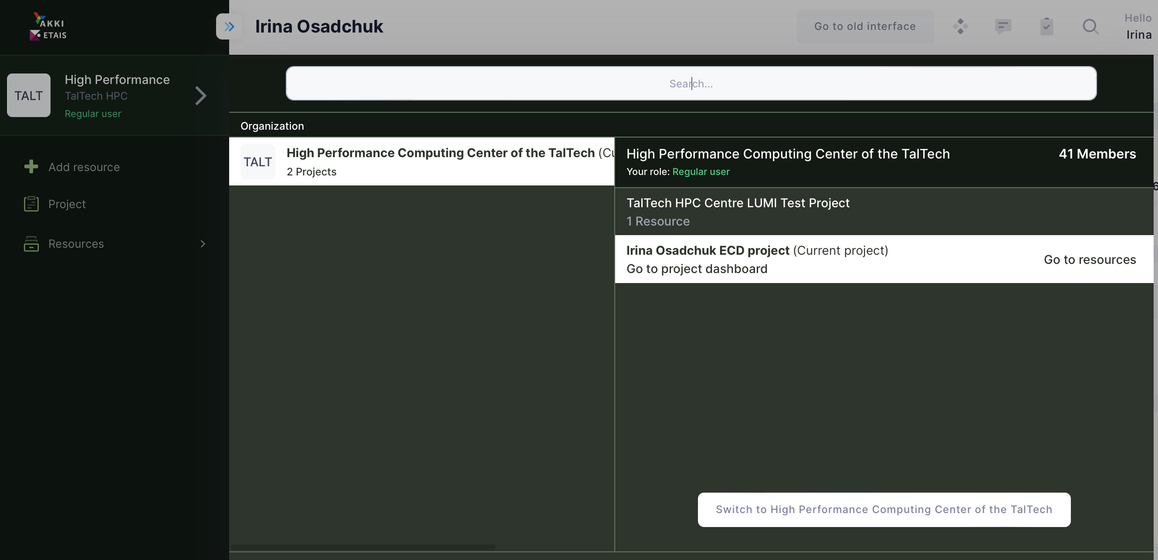 AKKI
ETAIS
Irina Osadchuk
Go to old interface
Hello
Irina
TALT
High Performance
TalTech HPC
Regular user
Search...
Organization
Add resource
Project
Resources
TALT
High Performance Computing Center of the TalTech (Cu
2 Projects
High Performance Computing Center of the TalTech
41 Members
Your role: Regular user
TalTech HPC Centre LUMI Test Project
1 Resource
Irina Osadchuk ECD project (Current project)
Go to project dashboard
Go to resources
Switch to High Performance Computing Center of the TalTech